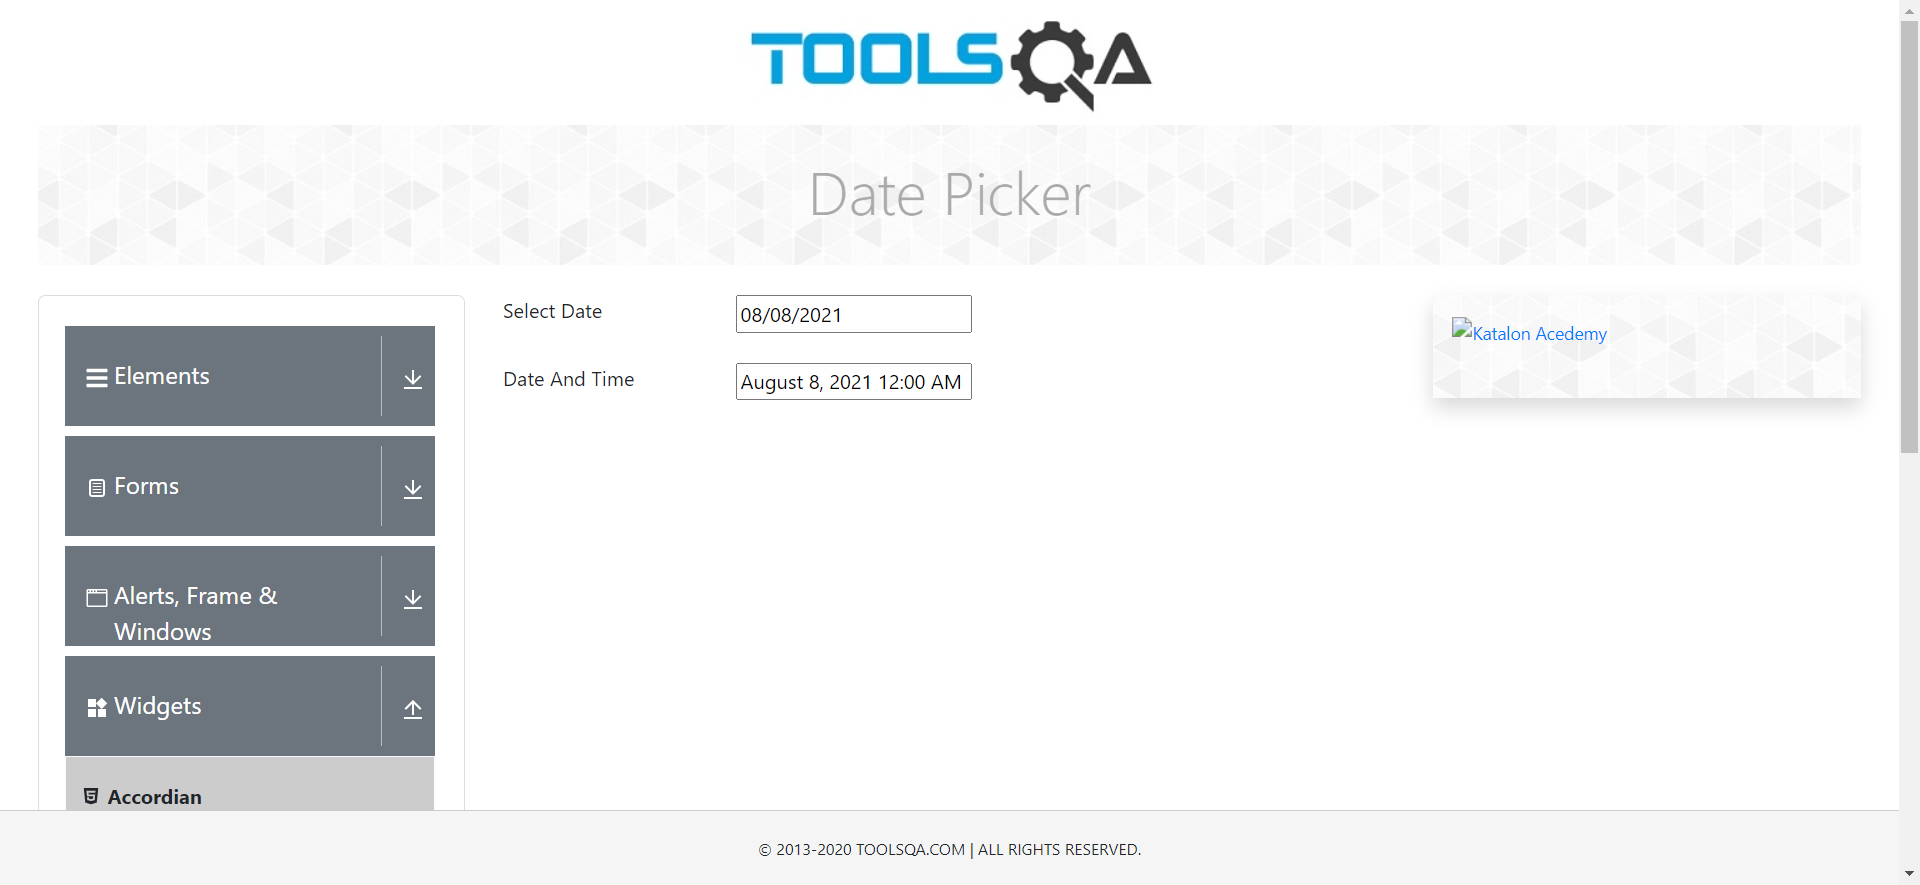 TOOLSQA
Date Picker
Select Date
08/08/2021
Katalon Acedemy
Date And Time
August 8, 2021 12:00 AM
Elements
Forms
Alerts, Frame &
Windows
Widgets
Accordian
© 2013-2020 TOOLSQA.COM | ALL RIGHTS RESERVED.